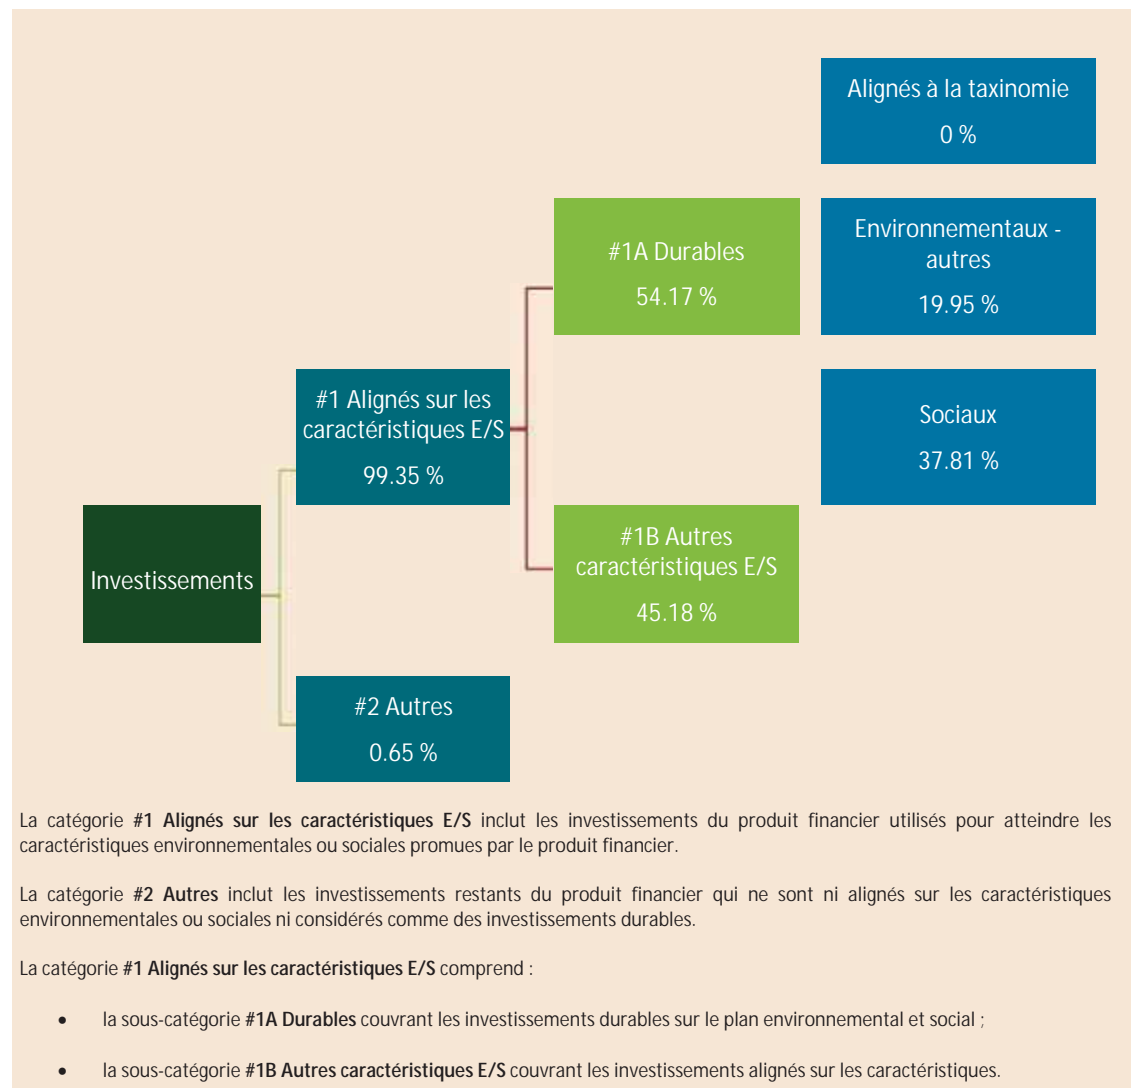 Alignés à la taxinomie
0 %
Environnementaux -
autres
19.95 %
#1A Durables
54.17 %
#1 Alignés sur les
caractéristiques E/S
99.35 %
Sociaux
37.81 %
Investissements
#1B Autres
caractéristiques E/S
45.18 %
#2 Autres
0.65 %
La catégorie #1 Alignés sur les caractéristiques E/S inclut les investissements du produit financier utilisés pour atteindre les
caractéristiques environnementales ou sociales promues par le produit financier.
La catégorie #2 Autres inclut les investissements restants du produit financier qui ne sont ni alignés sur les caractéristiques
environnementales ou sociales ni considérés comme des investissements durables.
La catégorie #1 Alignés sur les caractéristiques E/S comprend :
• la sous-catégorie #1A Durables couvrant les investissements durables sur le plan environnemental et social ;
• la sous-catégorie #1B Autres caractéristiques E/S couvrant les investissements alignés sur les caractéristiques.